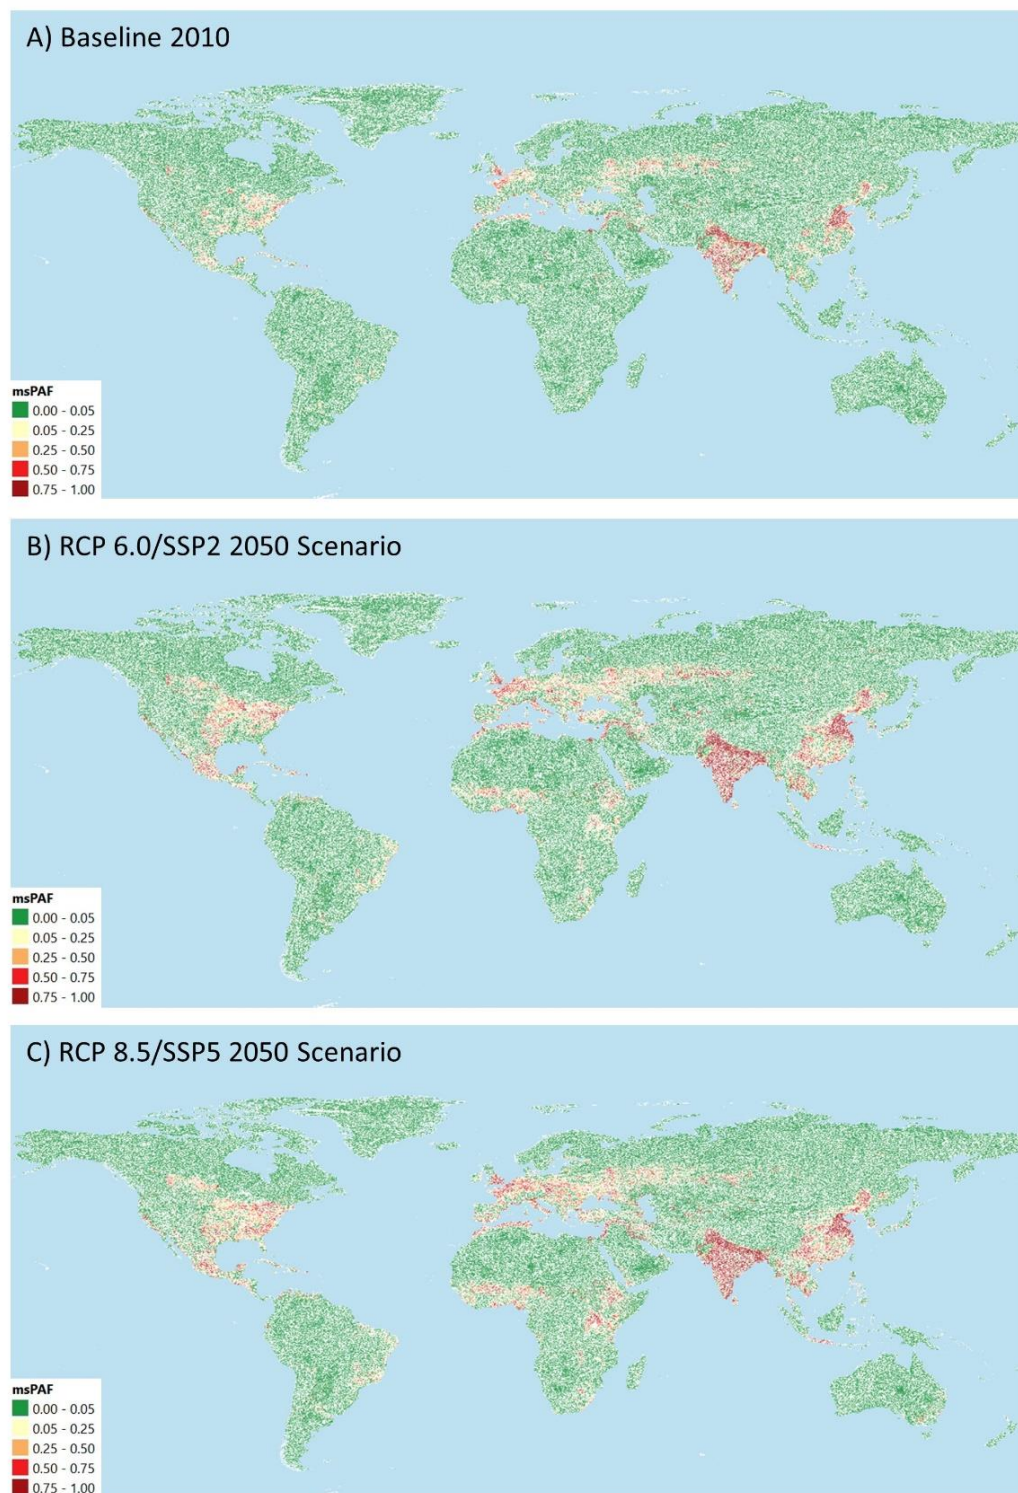 A) Baseline 2010
msPAF
0.00 - 0.05
0.05 - 0.25
0.25 - 0.50
0.50 - 0.75
0.75 - 1.00
B) RCP 6.0/SSP2 2050 Scenario
msPAF
0.00 - 0.05
0.05 - 0.25
0.25 - 0.50
0.50 - 0.75
0.75 - 1.00
C) RCP 8.5/SSP5 2050 Scenario
msPAF
0.00 - 0.05
0.05 - 0.25
0.25 - 0.50
0.50 - 0.75
0.75 - 1.00